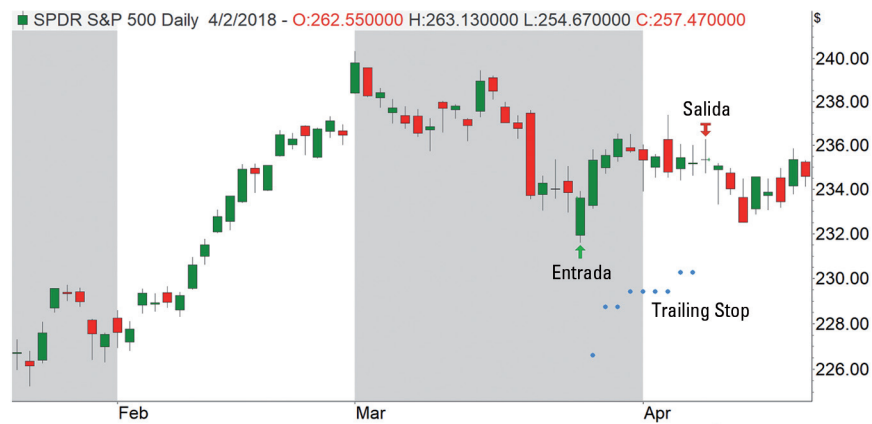 SPDR S&P 500 Daily 4/2/2018 - O:262.550000 H:263.130000 L:254.670000 C:257.470000
$
240.00
238.00
Salida
236.00
234.00
232.00
Entrada
230.00
Trailing Stop
228.00
226.00
Feb Mar Apr